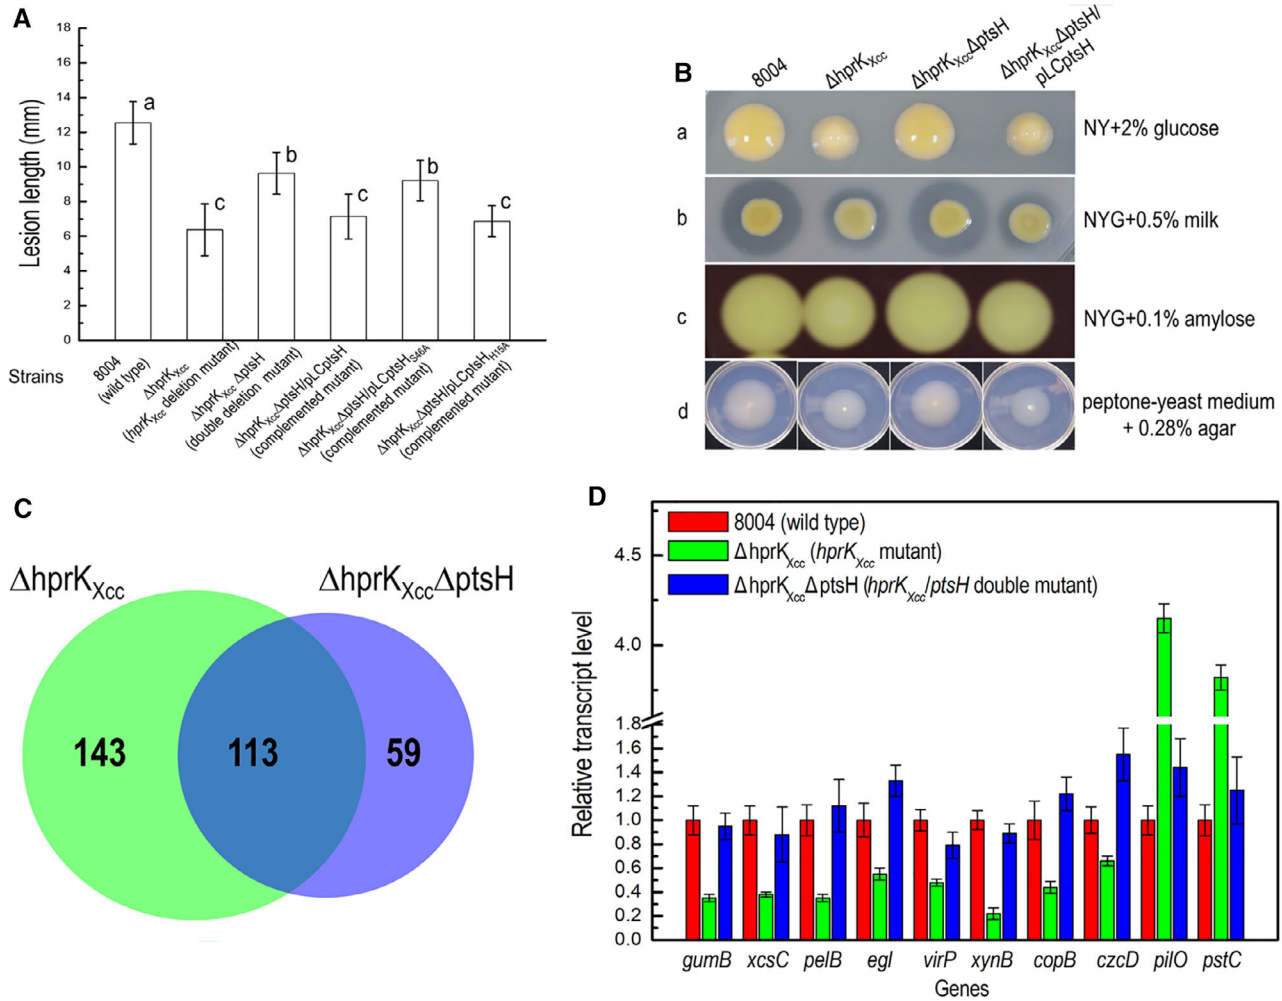 A
18
16
14
12
10
8
6
4
2
0
Lesion length (mm)
a
c
b
c
b
c
Strains
8004
(wild type)
ΔhprKXcc
(hprKXcc deletion mutant)
ΔhprKXcc ΔptsH
(double deletion mutant)
ΔhprKXccΔptsH/pLCptsH
(complemented mutant)
ΔhprKXccΔptsH/pLCptsHS46A
(complemented mutant)
ΔhprKXccΔptsH/pLCptsHH15A
(complemented mutant)
B
8004
ΔhprKXcc
ΔhprKXccΔptsH
ΔhprKXccΔptsH/
pLCptsH
a
NY+2% glucose
b
NYG+0.5% milk
c
NYG+0.1% amylose
d
peptone-yeast medium
+ 0.28% agar
C
ΔhprKXcc
ΔhprKXccΔptsH
143
113
59
D
8004 (wild type)
ΔhprKXcc (hprKXcc mutant)
ΔhprKXccΔptsH (hprKXcc/ptsH double mutant)
Relative transcript level
4.5
4.0
1.8
1.6
1.4
1.2
1.0
0.8
0.6
0.4
0.2
0.0
gumB xcsC pelB egl virP xynB copB czcD pilO pstC
Genes